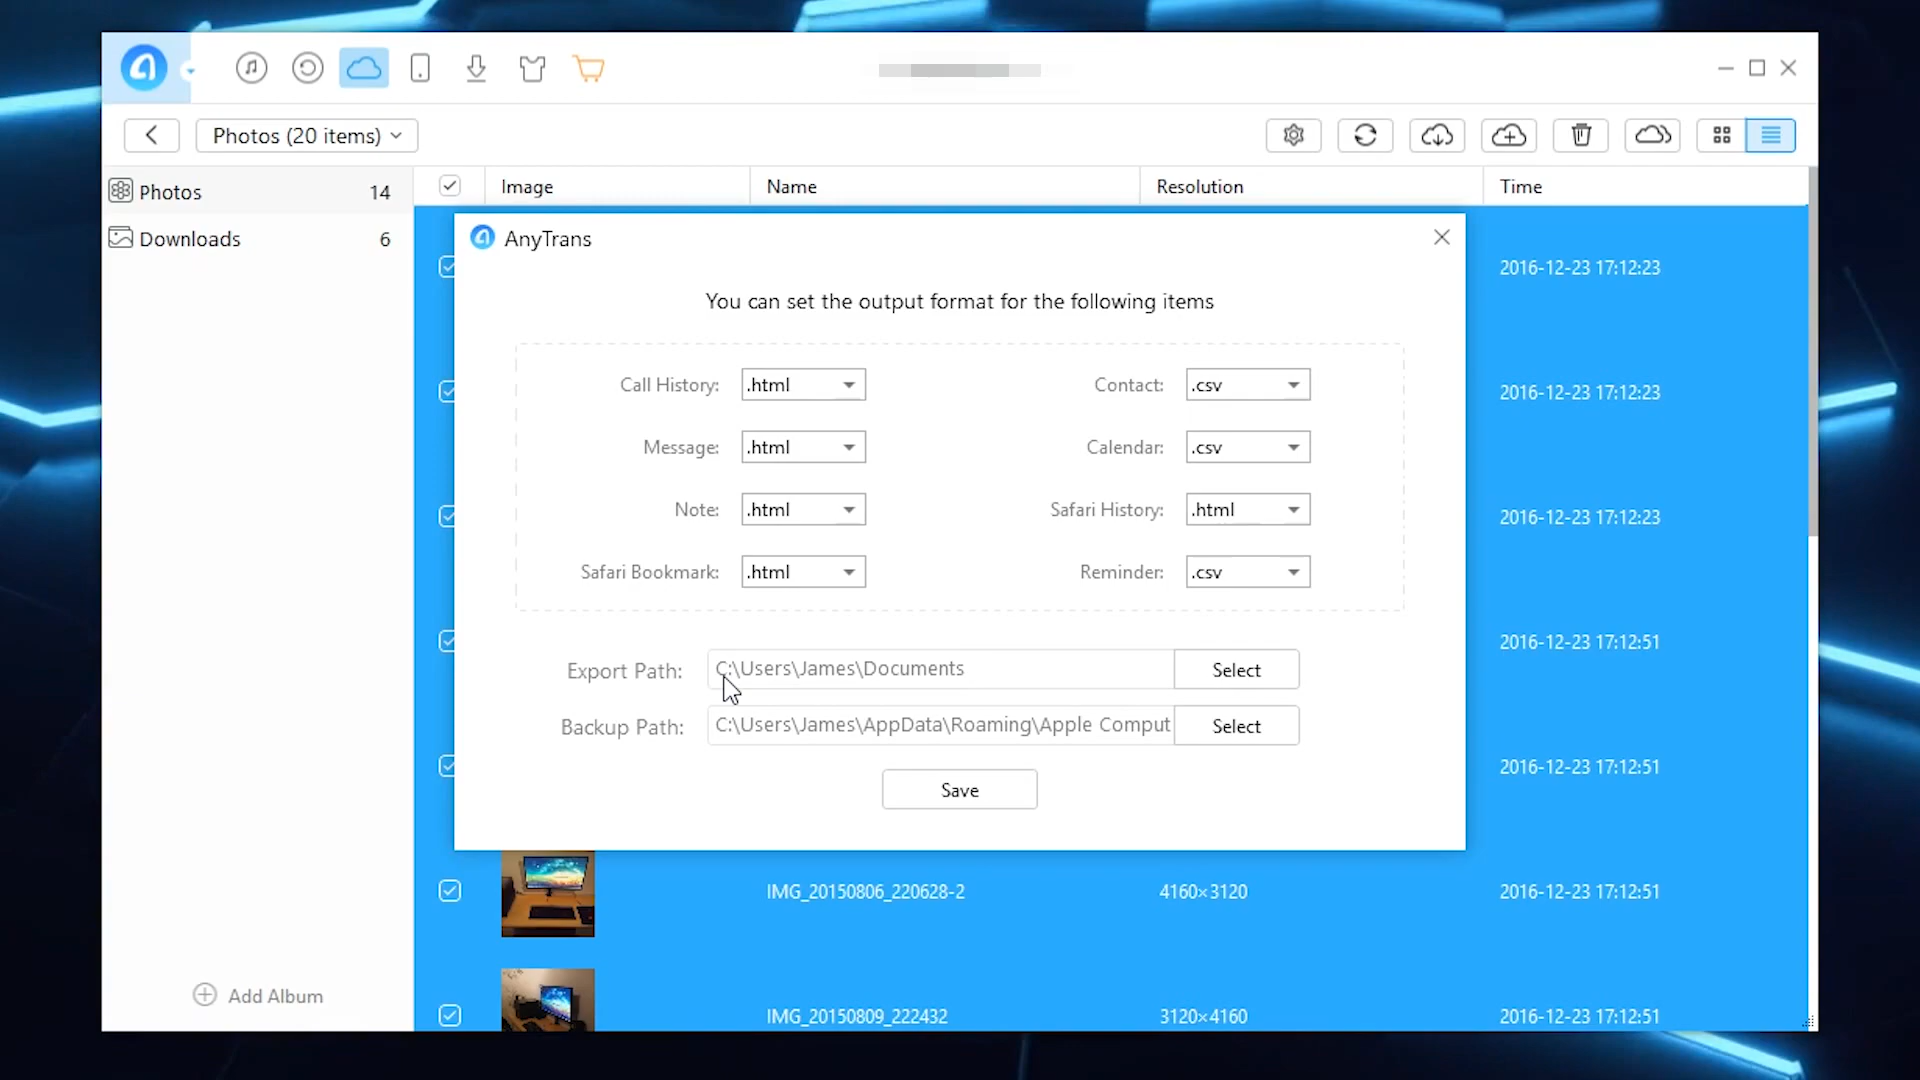 Photos (20 items)
Photos 14
Downloads 6
Add Album
Image Name Resolution Time
2016-12-23 17:12:23
2016-12-23 17:12:23
2016-12-23 17:12:23
2016-12-23 17:12:51
2016-12-23 17:12:51
IMG_20150806_220628-2 4160×3120 2016-12-23 17:12:51
IMG_20150809_222432 3120×4160 2016-12-23 17:12:51
AnyTrans
You can set the output format for the following items
Call History: .html Contact: .csv
Message: .html Calendar: .csv
Note: .html Safari History: .html
Safari Bookmark: .html Reminder: .csv
Export Path: C:\Users\James\Documents Select
Backup Path: C:\Users\James\AppData\Roaming\Apple Comput Select
Save